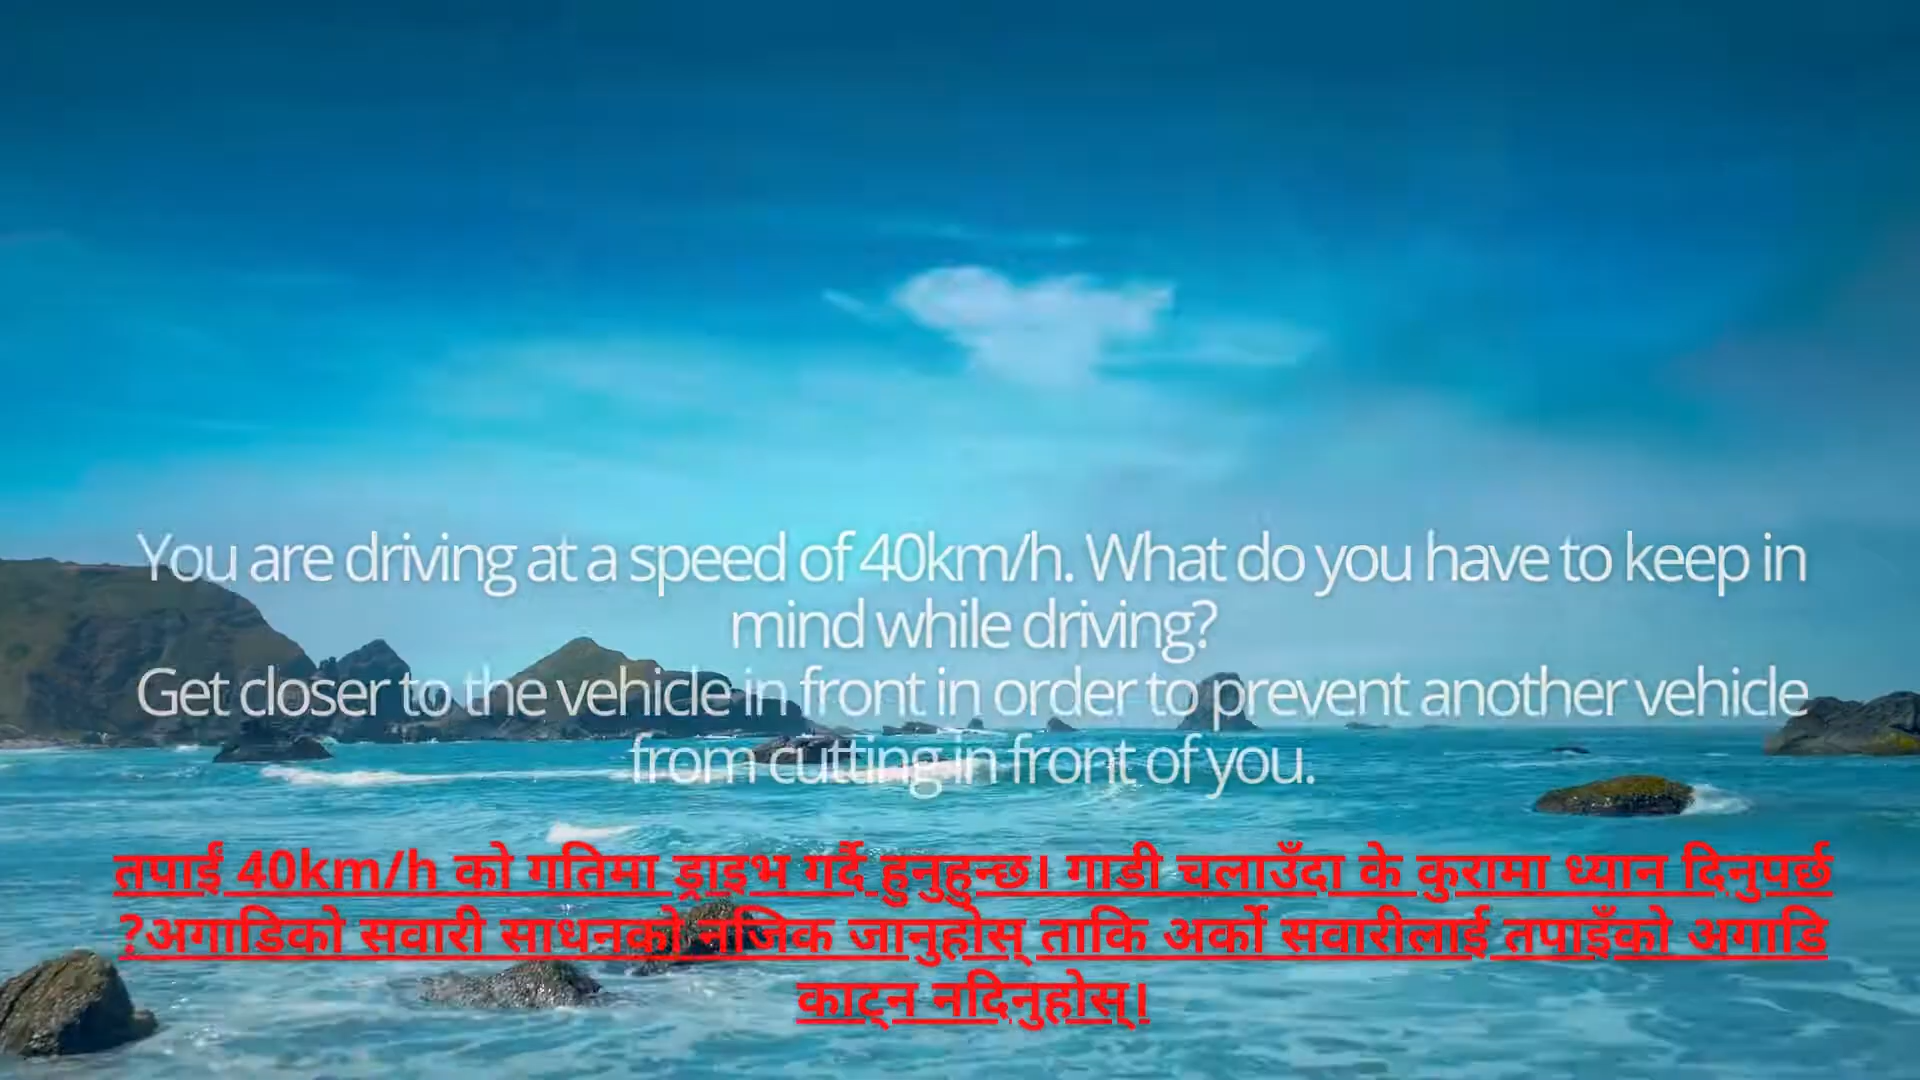 You are driving at a speed of 40km/h. What do you have to keep in
mind while driving?
Get closer to the vehicle in front in order to prevent another vehicle
from cutting in front of you.
तपाईं 40km/h को गतिमा ड्राइभ गर्दै हुनुहुन्छ। गाडी चलाउँदा के कुरामा ध्यान दिनुपर्छ
?अगाडिको सवारी साधनको नजिक जानुहोस् ताकि अर्को सवारीलाई तपाइँको अगाडि
काट्न नदिनुहोस्।